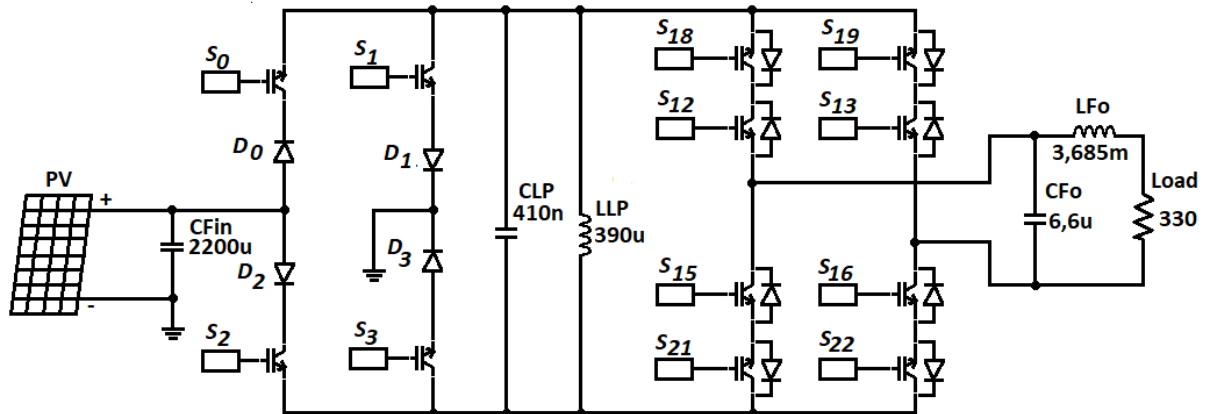 S0
S1
S18
S19
S12
S13
D0
D1
PV
+
CFin
2200u
D2
D3
CLP
410n
LLP
390u
LFo
3,685m
CFo
6,6u
Load
330
-
S2
S3
S15
S16
S21
S22